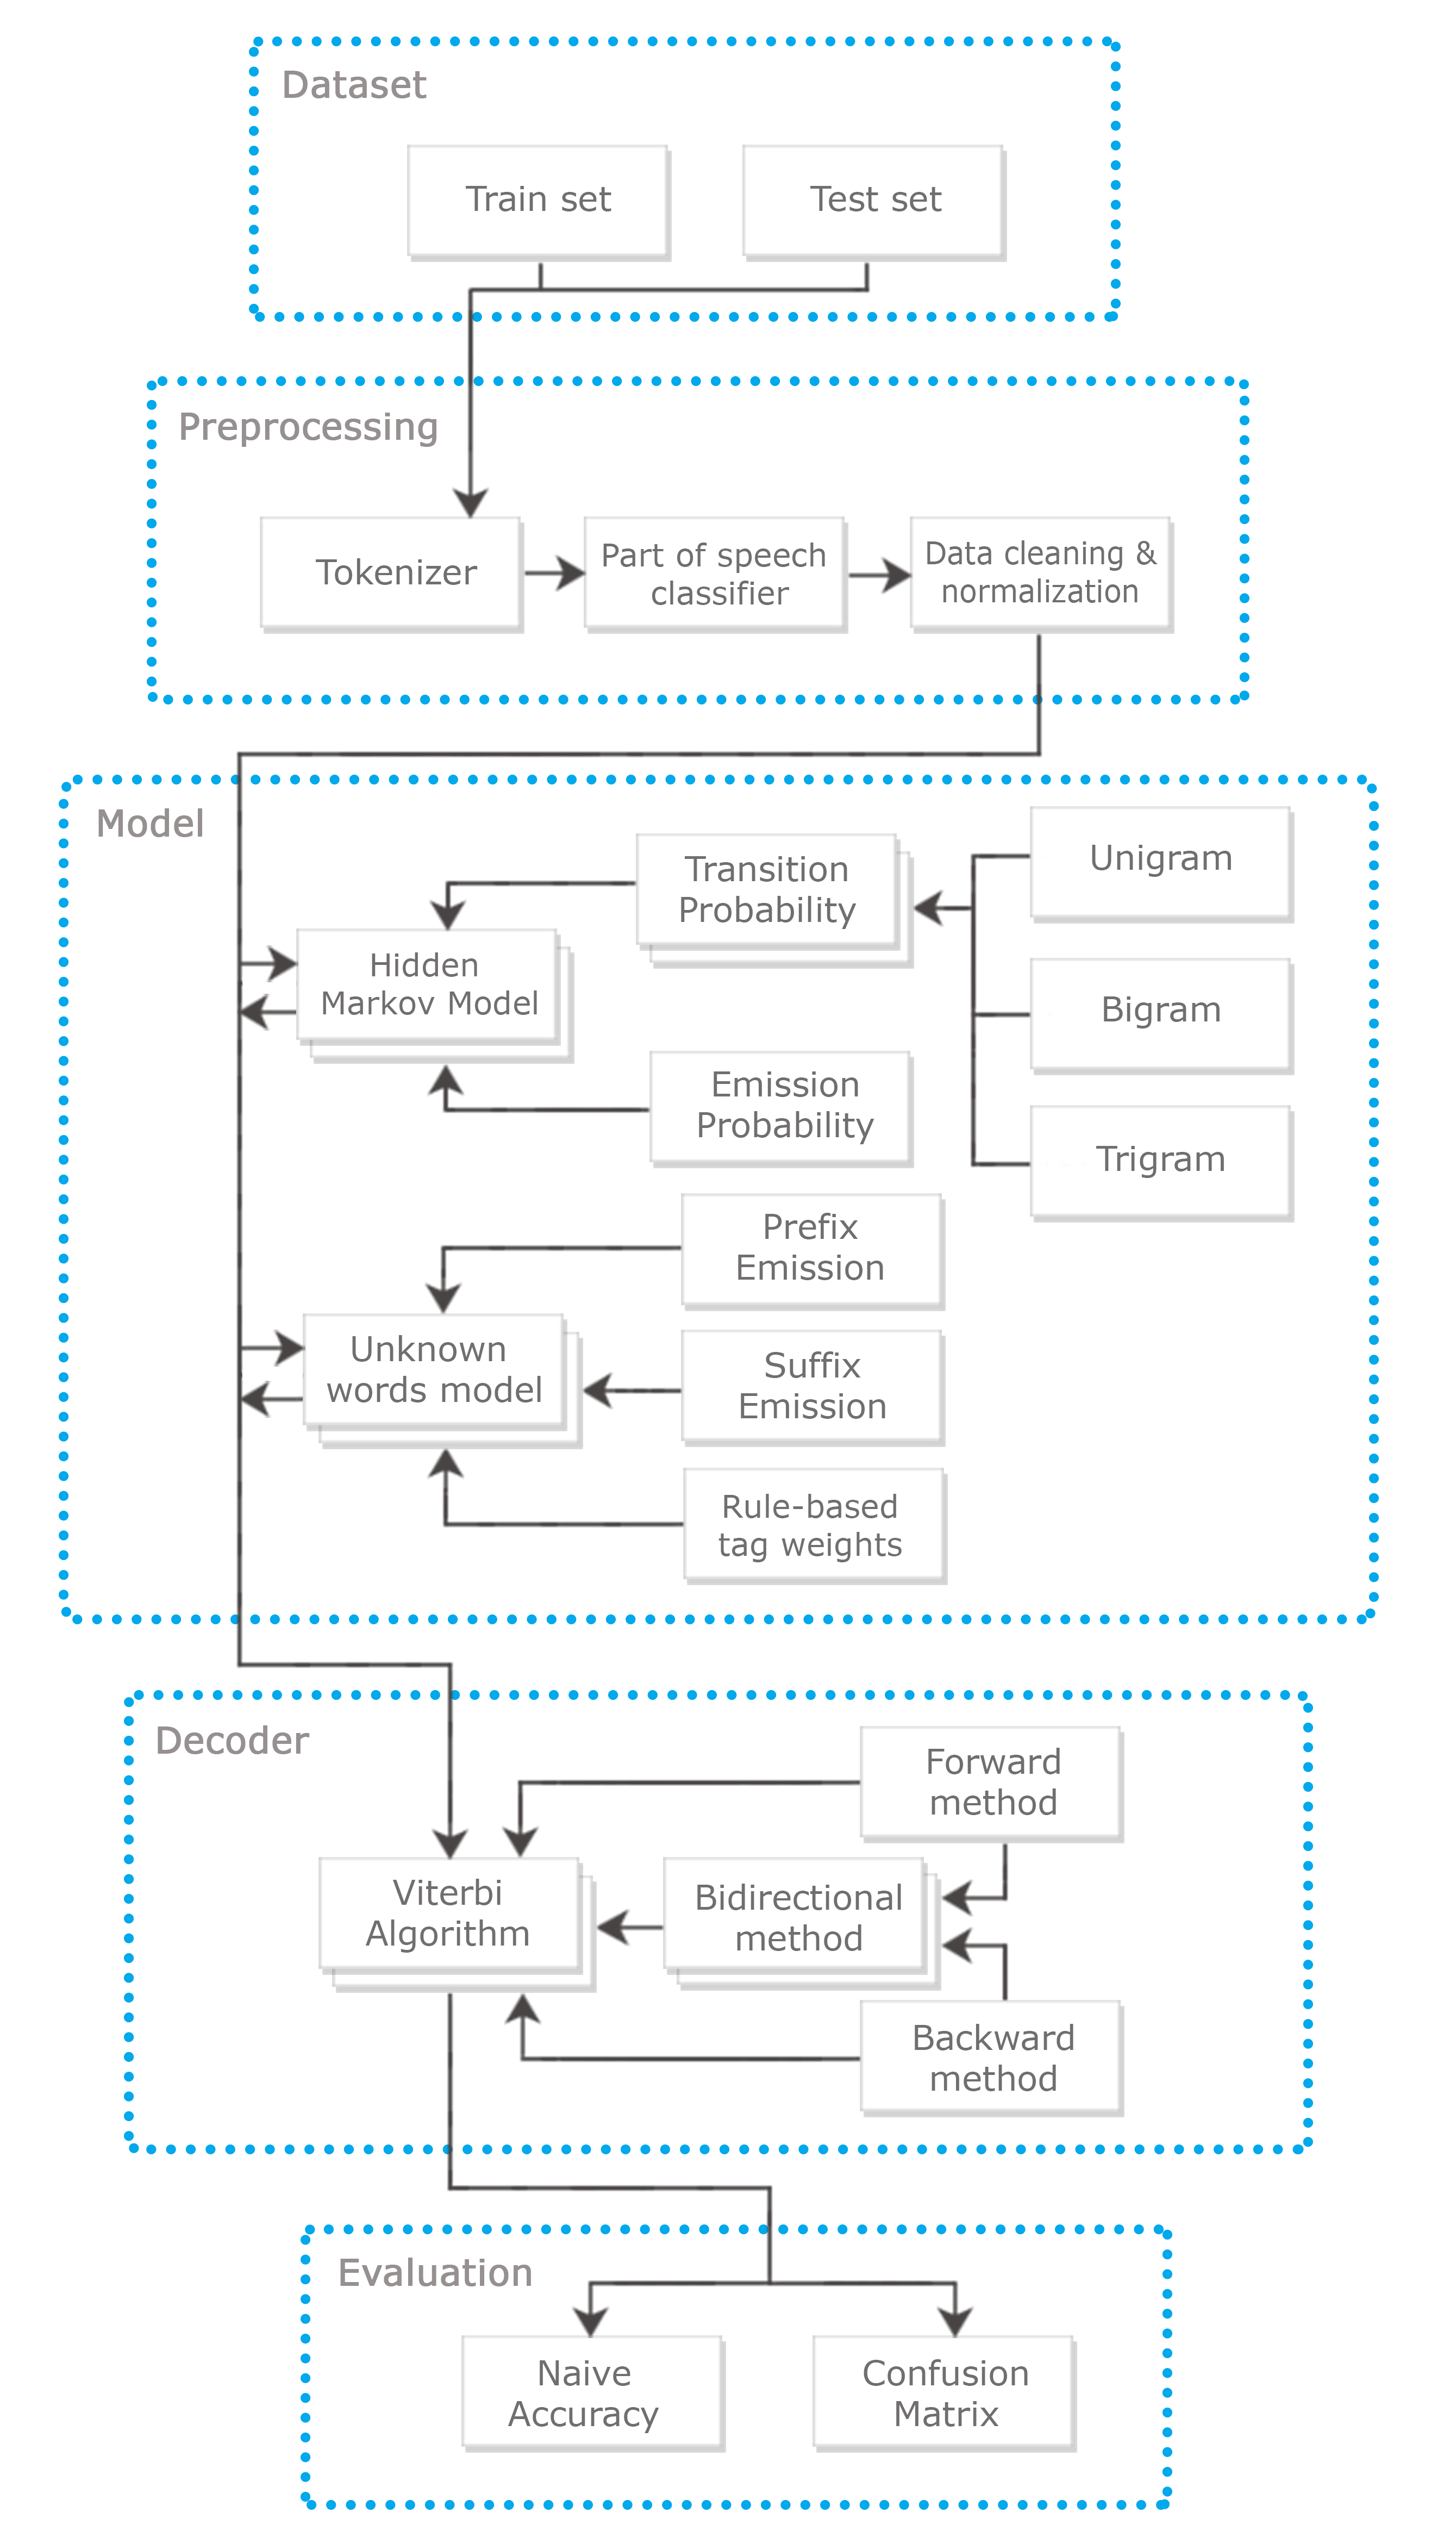 Dataset
Train set
Test set
Preprocessing
Tokenizer
Part of speech
classifier
Data cleaning &
normalization
Model
Transition
Probability
Unigram
Hidden
Markov Model
Bigram
Emission
Probability
Trigram
Prefix
Emission
Unknown
words model
Suffix
Emission
Rule-based
tag weights
Decoder
Forward
method
Viterbi
Algorithm
Bidirectional
method
Backward
method
Evaluation
Naive
Accuracy
Confusion
Matrix